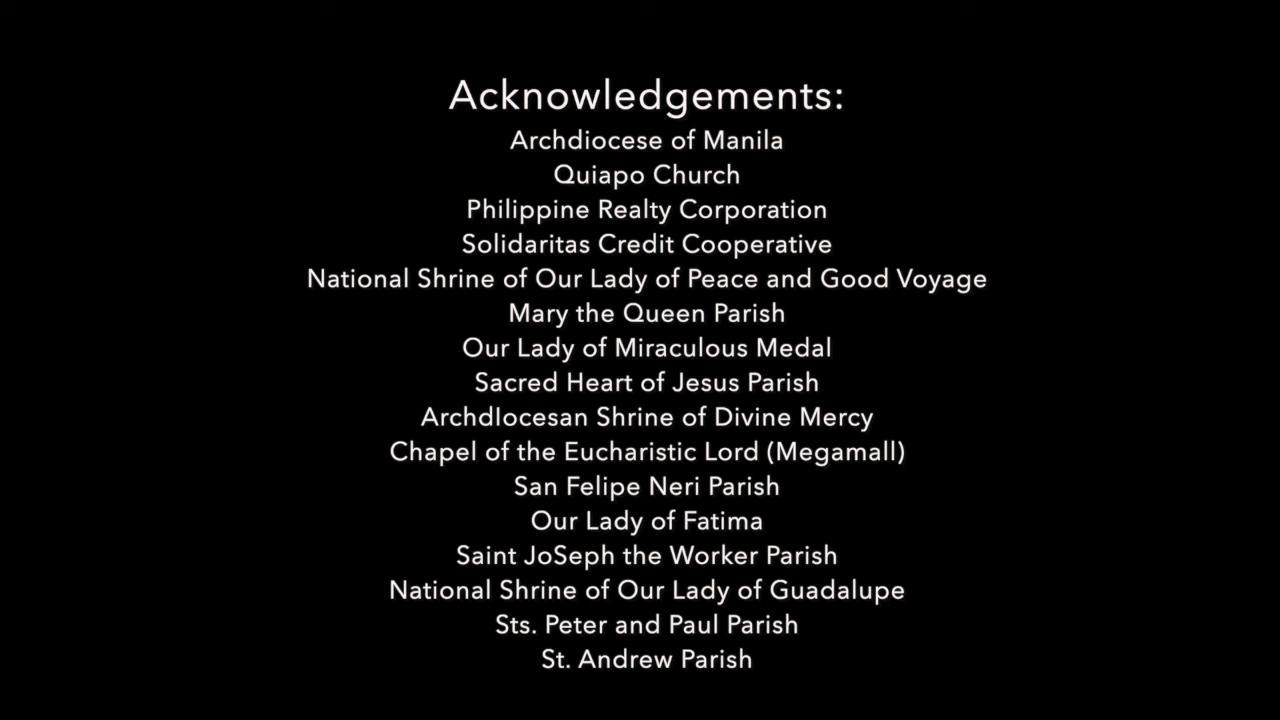 Acknowledgements:
Archdiocese of Manila
Quiapo Church
Philippine Realty Corporation
Solidaritas Credit Cooperative
National Shrine of Our Lady of Peace and Good Voyage
Mary the Queen Parish
Our Lady of Miraculous Medal
Sacred Heart of Jesus Parish
ArchdIocesan Shrine of Divine Mercy
Chapel of the Eucharistic Lord (Megamall)
San Felipe Neri Parish
Our Lady of Fatima
Saint JoSeph the Worker Parish
National Shrine of Our Lady of Guadalupe
Sts. Peter and Paul Parish
St. Andrew Parish